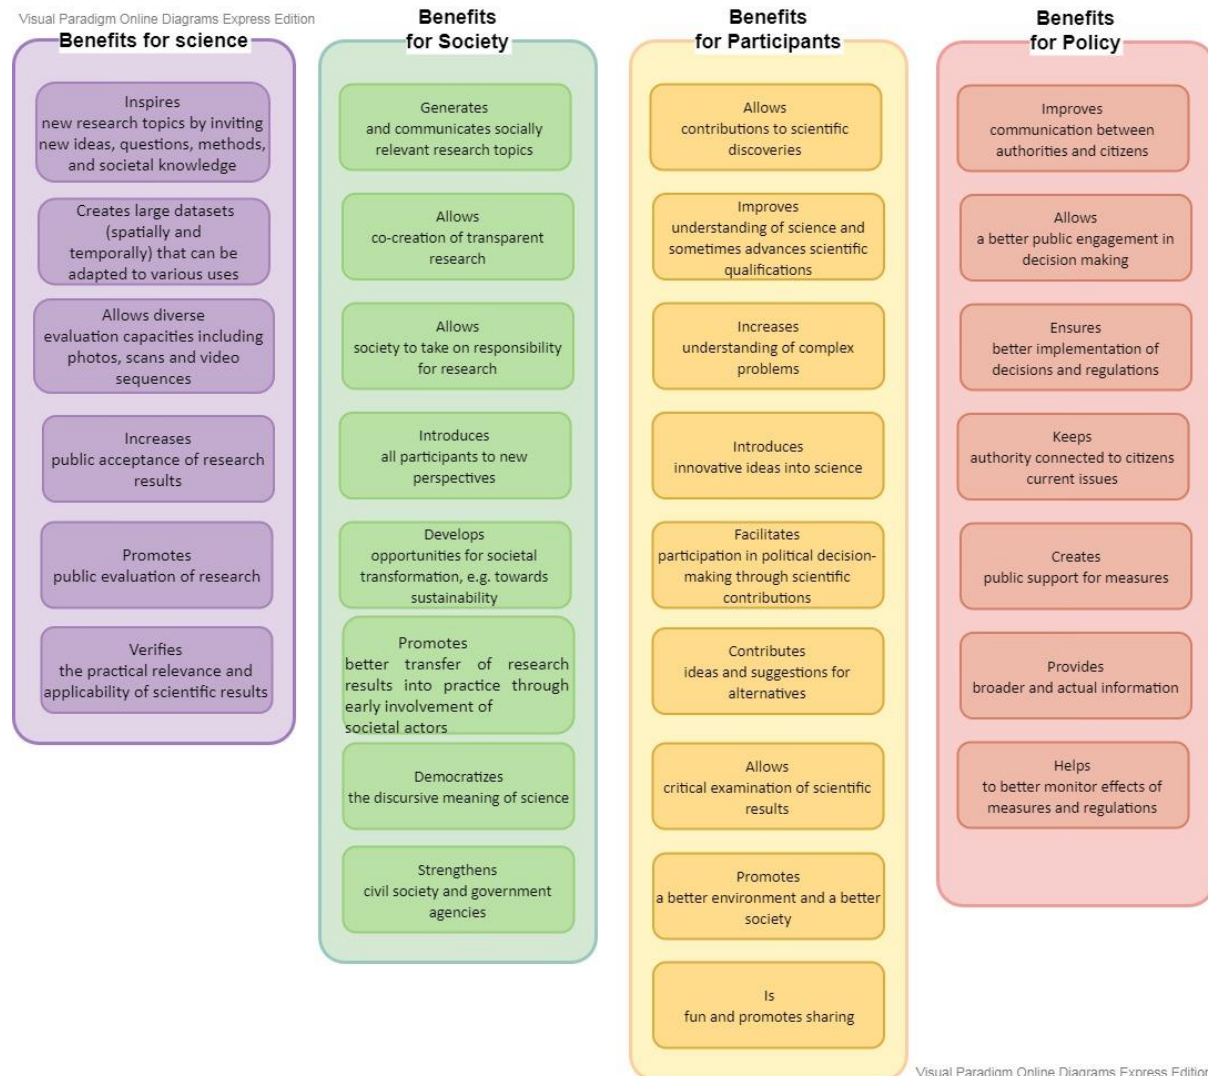 Visual Paradigm Online Diagrams Express Edition
Benefits for science
Inspires
new research topics by inviting
new ideas, questions, methods,
and societal knowledge
Creates large datasets
(spatially and
temporally) that can be
adapted to various uses
Allows diverse
evaluation capacities including
photos, scans and video
sequences
Increases
public acceptance of research
results
Promotes
public evaluation of research
Verifies
the practical relevance and
applicability of scientific results
Benefits
for Society
Generates
and communicates socially
relevant research topics
Allows
co-creation of transparent
research
Allows
society to take on responsibility
for research
Introduces
all participants to new
perspectives
Develops
opportunities for societal
transformation, e.g. towards
sustainability
Promotes
better transfer of research
results into practice through
early involvement of
societal actors
Democratizes
the discursive meaning of science
Strengthens
civil society and government
agencies
Benefits
for Participants
Allows
contributions to scientific
discoveries
Improves
understanding of science and
sometimes advances scientific
qualifications
Increases
understanding of complex
problems
Introduces
innovative ideas into science
Facilitates
participation in political decision-
making through scientific
contributions
Contributes
ideas and suggestions for
alternatives
Allows
critical examination of scientific
results
Promotes
a better environment and a better
society
Is
fun and promotes sharing
Benefits
for Policy
Improves
communication between
authorities and citizens
Allows
a better public engagement in
decision making
Ensures
better implementation of
decisions and regulations
Keeps
authority connected to citizens
current issues
Creates
public support for measures
Provides
broader and actual information
Helps
to better monitor effects of
measures and regulations
Visual Paradigm Online Diagrams Express Edition